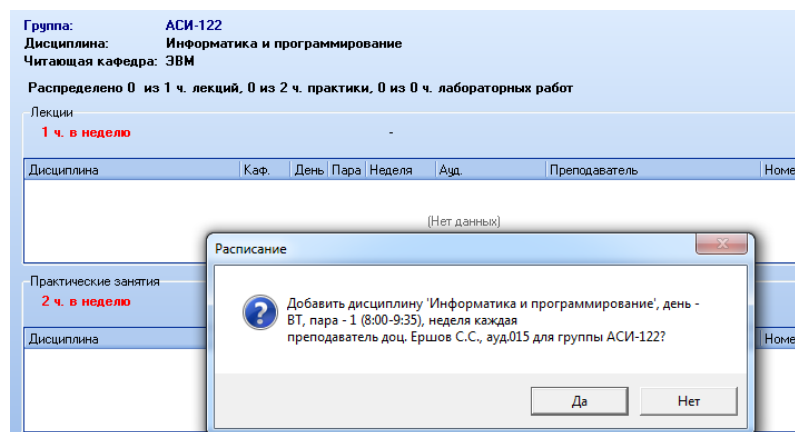 Группа: АСИ-122
Дисциплина: Информатика и программирование
Читающая кафедра: ЭВМ
Распределено 0 из 1 ч. лекций, 0 из 2 ч. практики, 0 из 0 ч. лабораторных работ
Лекции
1 ч. в неделю -
Дисциплина Каф. День Пара Неделя Ауд. Преподаватель Номе
(Нет данных)
Расписание
Практические занятия
2 ч. в неделю
Добавить дисциплину 'Информатика и программирование', день -
ВТ, пара - 1 (8:00-9:35), неделя каждая
преподаватель доц. Ершов С.С., ауд.015 для группы АСИ-122?
Дисциплина Номе
Да Нет